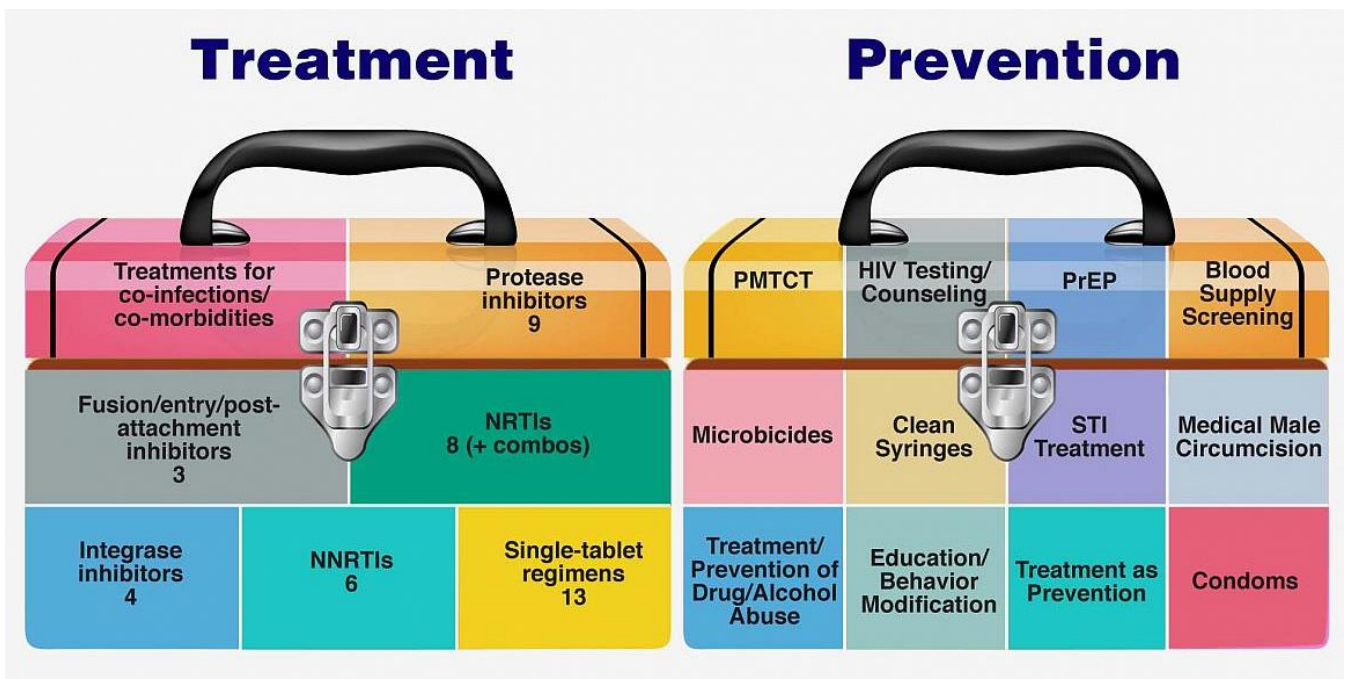 Treatment
Treatments for
co-infections/
co-morbidities
Protease
inhibitors
9
Fusion/entry/post-
attachment
inhibitors
3
NRTIs
8 (+ combos)
Integrase
inhibitors
4
NNRTIs
6
Single-tablet
regimens
13
Prevention
PMTCT
HIV Testing/
Counseling
PrEP
Blood
Supply
Screening
Microbicides
Clean
Syringes
STI
Treatment
Medical Male
Circumcision
Treatment/
Prevention of
Drug/Alcohol
Abuse
Education/
Behavior
Modification
Treatment as
Prevention
Condoms